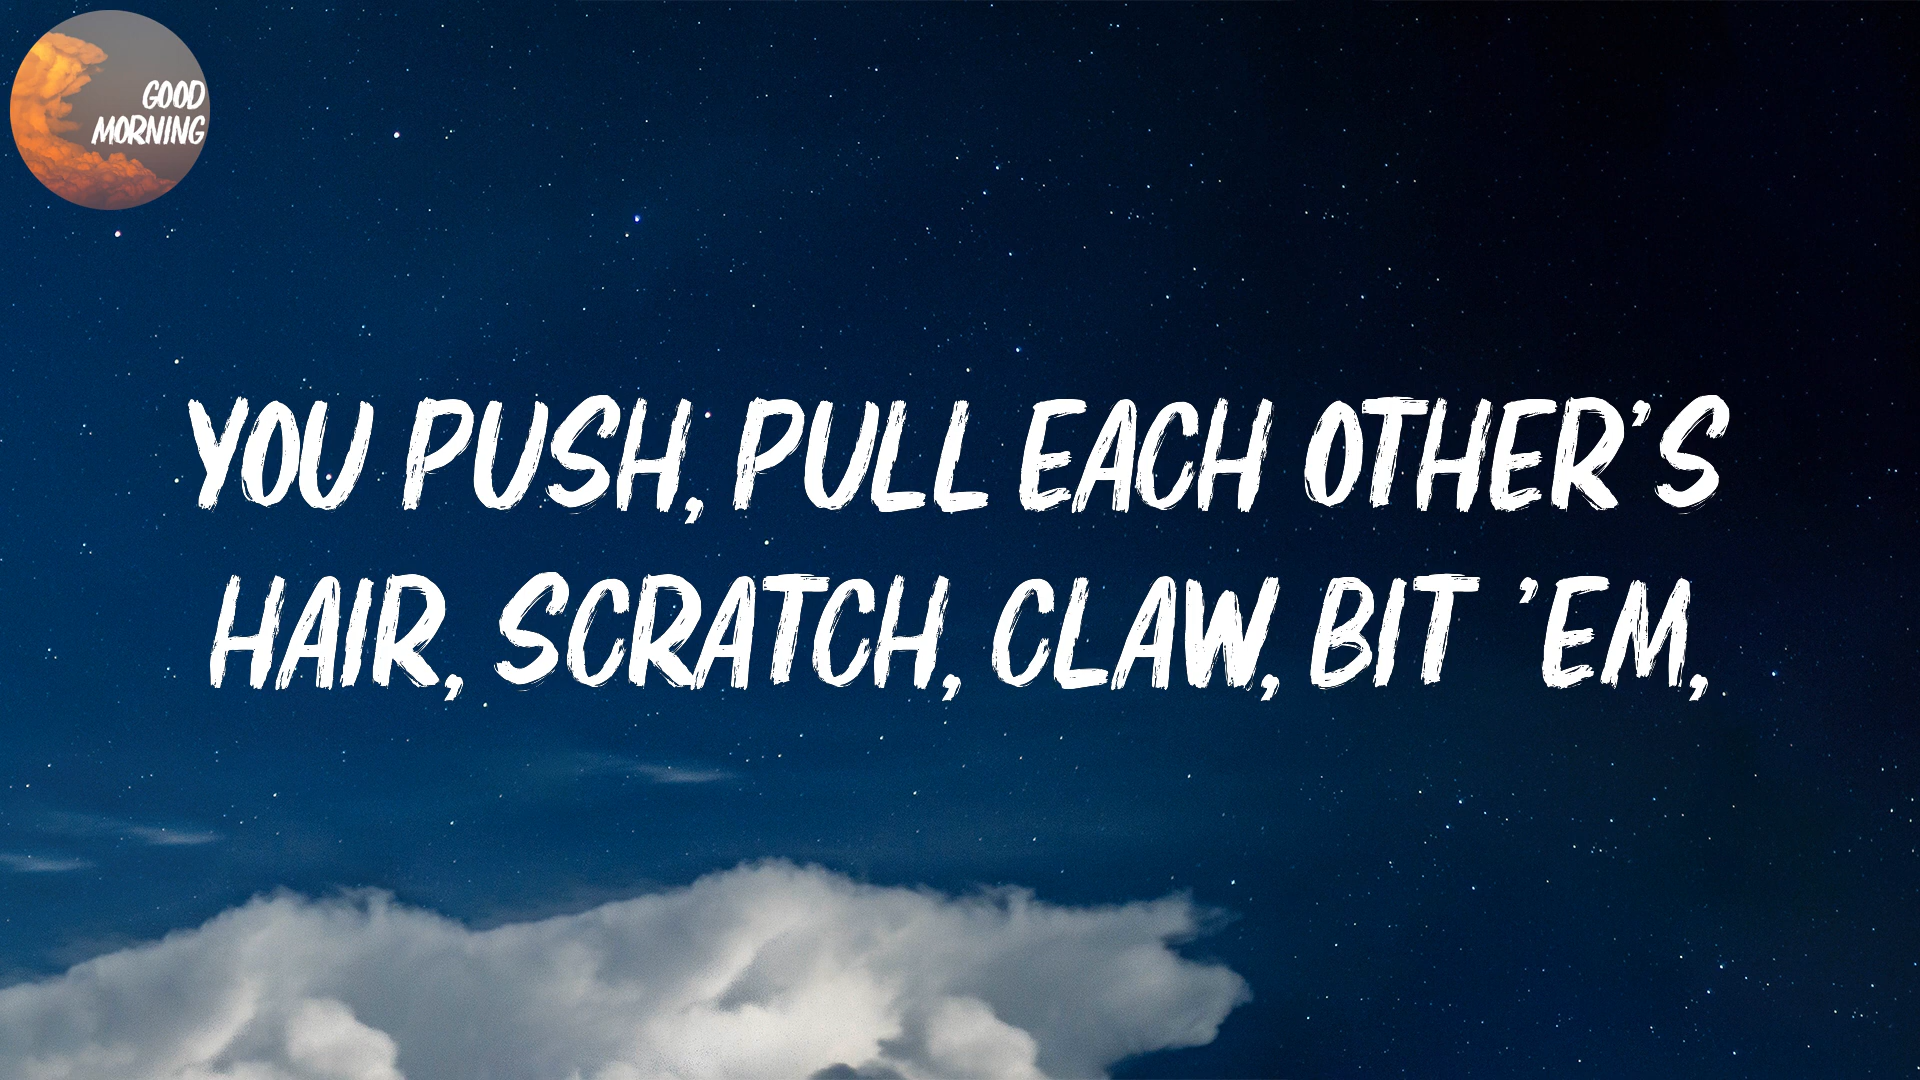 GOOD
MORNING
YOU PUSH, PULL EACH OTHER'S
HAIR, SCRATCH, CLAW, BIT 'EM,